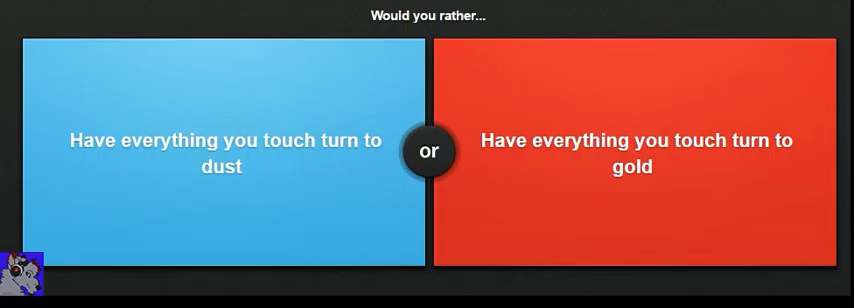 Would you rather...
Have everything you touch turn to
dust
or
Have everything you touch turn to
gold